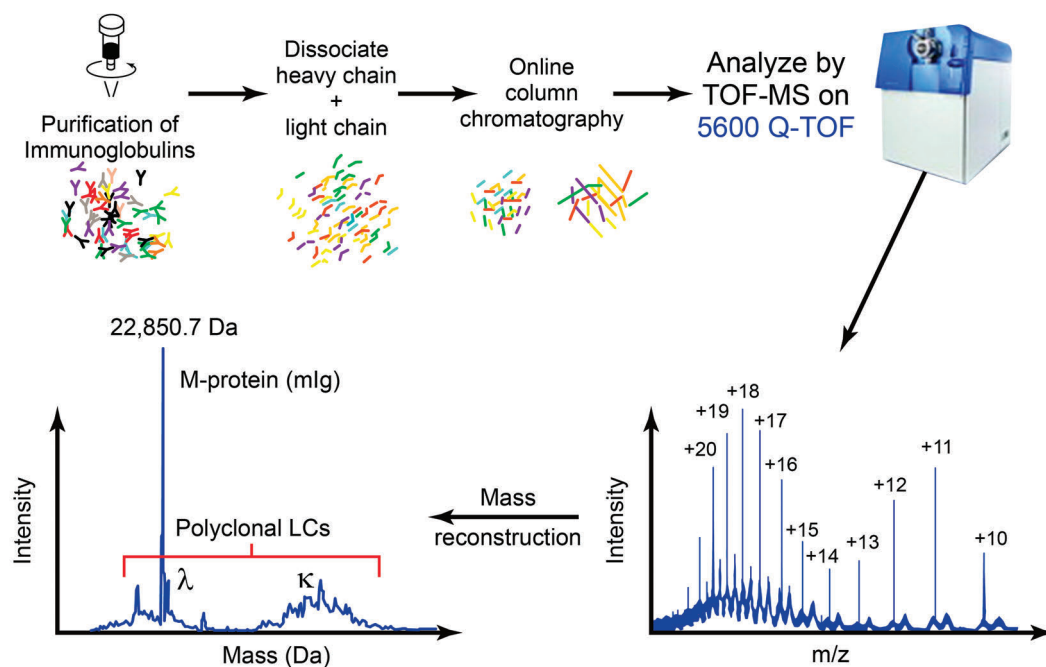 Purification of
Immunoglobulins
Dissociate
heavy chain
+
light chain
Online
column
chromatography
Analyze by
TOF-MS on
5600 Q-TOF
22,850.7 Da
M-protein (mIg)
Polyclonal LCs
λ
κ
Intensity
Mass (Da)
Mass
reconstruction
+20
+19
+18
+17
+16
+15
+14
+13
+12
+11
+10
Intensity
m/z